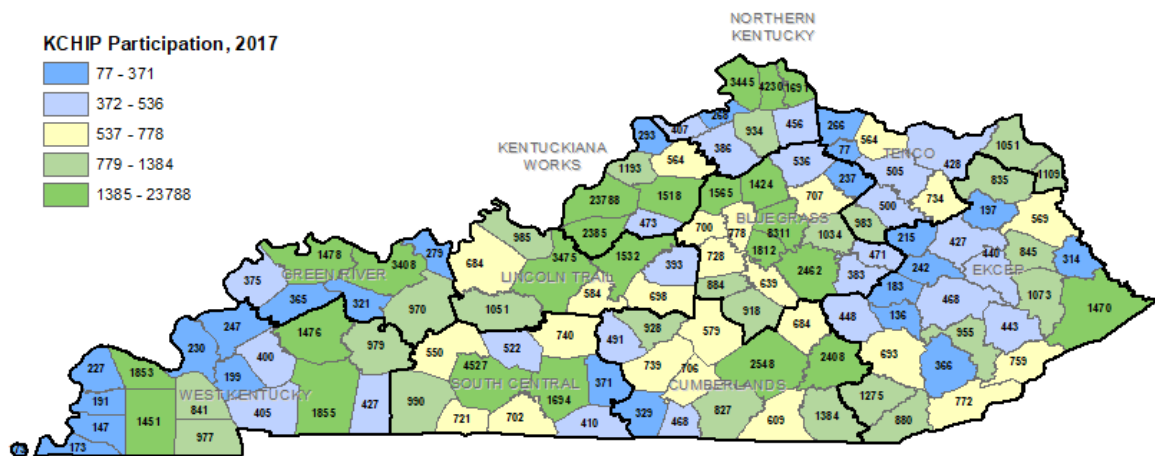 NORTHERN
KENTUCKY
KCHIP Participation, 2017
77 - 371
372 - 536
537 - 778
779 - 1384
1385 - 23788
3445 4230
268 407 934 456 266
293 386 77 564
KENTUCKIANA
WORKS
564 1193 536 TENCO 428 1051
505 237 835 1109
23788 1518 1565 1424 707 500 734
2385 473 700 778 BLUEGRASS 983 197 569
8311 1034 215 427
985 3475 1532 1812 471 440 845
1478 279 684 728 242 EKCEP 314
GREEN RIVER 3408 LINCOLN TRAIL 393 2462 383
375 884 639 183 468 1073
365 321 584 698 1470
970 1051 918 448 136 443
247 1476 740 928 579 684 955
230 979 550 522 491 2408 693 759
227 1853 400 4527 371 739 706 2548 366
199 SOUTH CENTRAL CUMBERLANDS
191 WEST KENTUCKY 1694 1275 772
841 405 1855 427 990 721 702 410 329 468 827 609 1384 880
147 1451 977
173